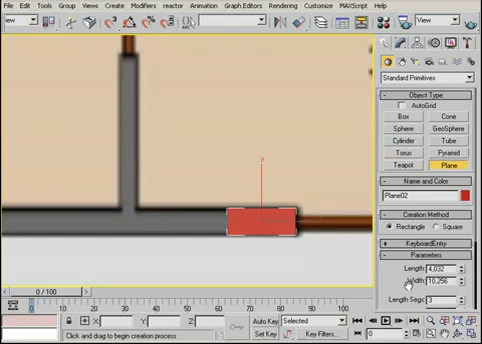 File Edit Tools Group Views Create Modifiers reactor Animation Graph Editors Rendering Customize MAXScript Help
iew View
Standard Primitives
- Object Type
AutoGrid
Box Cone
Sphere GeoSphere
Cylinder Tube
Torus Pyramid
Teapot Plane
- Name and Color
Plane02
- Creation Method
Rectangle Square
+ KeyboardEntry
- Parameters
Length: 4,032
Width: 10,256
Length Segs: 3
y
< 0 / 100 >
0 10 20 30 40 50 60 70 80 90 100
X: Y: Z: Auto Key Selected
Click and drag to begin creation process Set Key Key Filters... 0